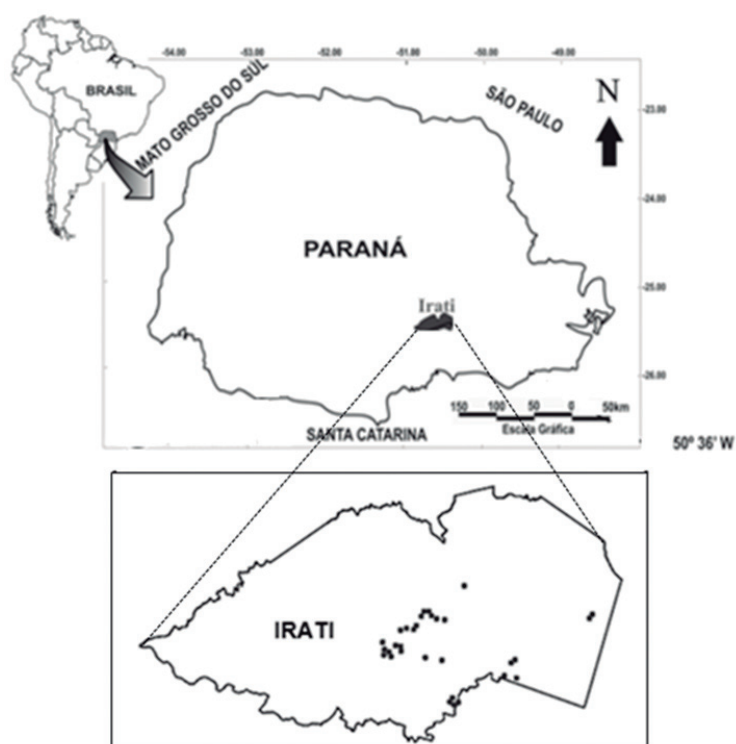 -54.00 -53.00 -52.00 -51.00 -50.00 -49.00
BRASIL
MATO GROSSO DO SUL
SÃO PAULO
N
-23.00
-24.00
PARANÁ
-25.00
Irati
-26.00
150 100 50 0 50km
Escala Gráfica
SANTA CATARINA
50º 36' W
IRATI